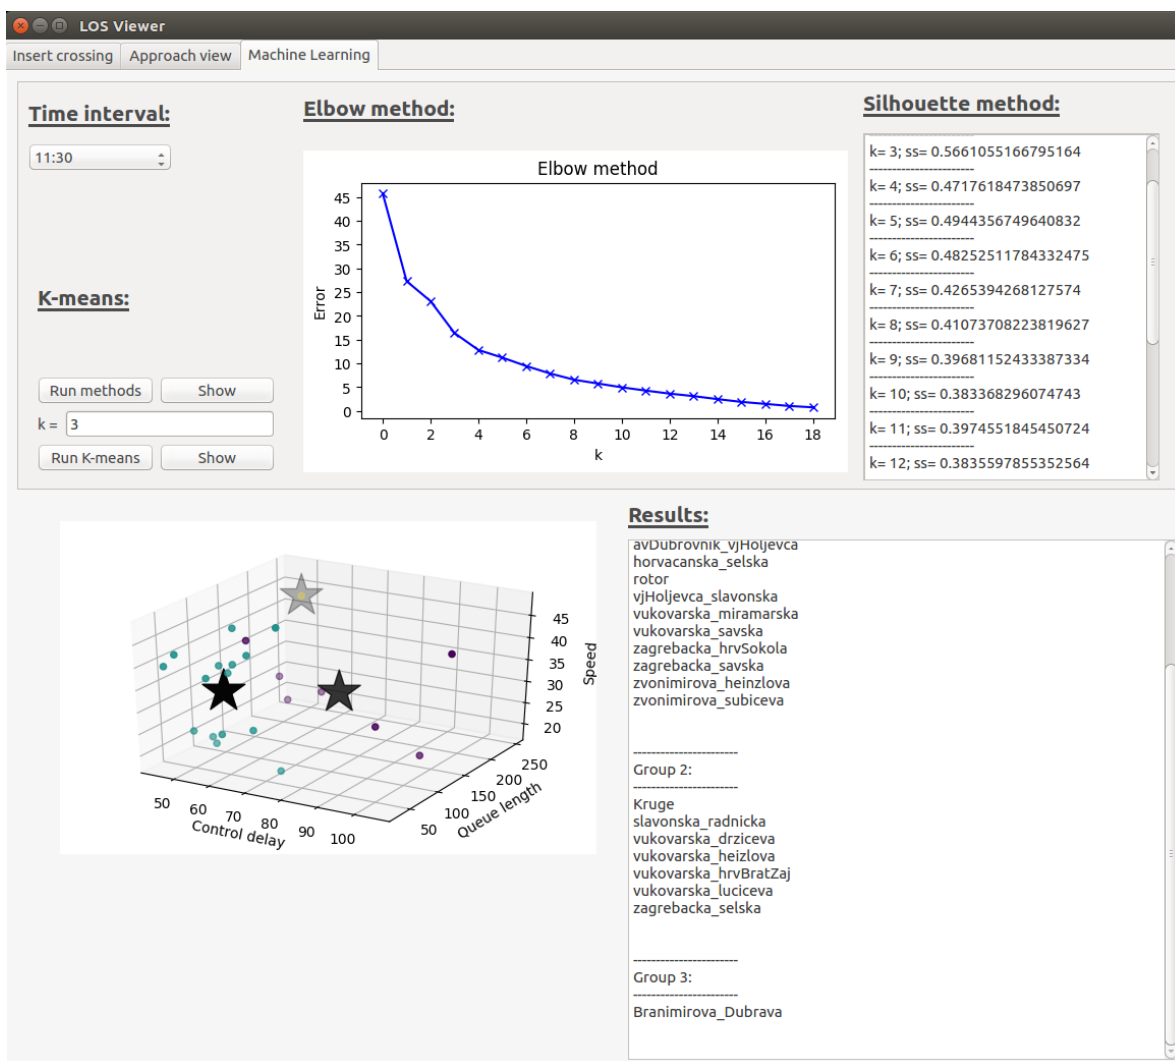 LOS Viewer
Insert crossing Approach view Machine Learning
Time interval:
11:30
K-means:
Run methods Show
k = 3
Run K-means Show
Elbow method:
Elbow method
Error
45
40
35
30
25
20
15
10
5
0
0 2 4 6 8 10 12 14 16 18
k
Silhouette method:
------------------------
k= 3; ss= 0.5661055166795164
------------------------
k= 4; ss= 0.4717618473850697
------------------------
k= 5; ss= 0.4944356749640832
------------------------
k= 6; ss= 0.48252511784332475
------------------------
k= 7; ss= 0.4265394268127574
------------------------
k= 8; ss= 0.41073708223819627
------------------------
k= 9; ss= 0.39681152433387334
------------------------
k= 10; ss= 0.383368296074743
------------------------
k= 11; ss= 0.3974551845450724
------------------------
k= 12; ss= 0.3835597855352564
45
40
35
30
25
20
Speed
250
200
150
100
50
Queue length
50 60 70 80 90 100
Control delay
Results:
avDubrovnik_vjHoljevca
horvacanska_selska
rotor
vjHoljevca_slavonska
vukovarska_miramarska
vukovarska_savska
zagrebacka_hrvSokola
zagrebacka_savska
zvonimirova_heinzlova
zvonimirova_subiceva
------------------------
Group 2:
------------------------
Kruge
slavonska_radnicka
vukovarska_drziceva
vukovarska_heizlova
vukovarska_hrvBratZaj
vukovarska_luciceva
zagrebacka_selska
------------------------
Group 3:
------------------------
Branimirova_Dubrava